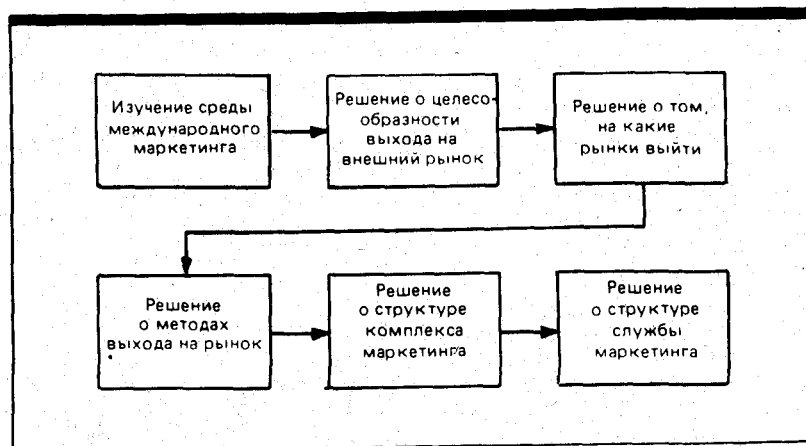 Изучение среды
международного
маркетинга
Решение о целесо-
образности
выхода на
внешний рынок
Решение о том,
на какие
рынки выйти
Решение
о методах
выхода на рынок
Решение
о структуре
комплекса
маркетинга
Решение
о структуре
службы
маркетинга